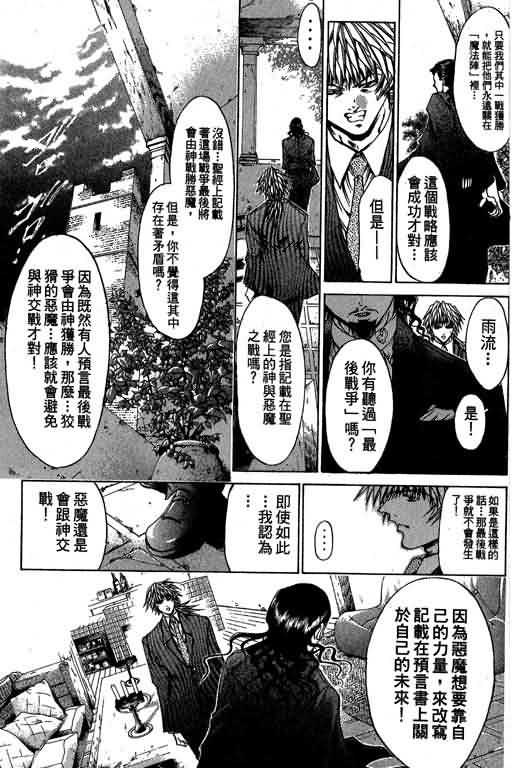 只要我們其中一戰獲勝
，就能把他們永遠關在
「魔法陣」裡…
這個戰略應該
會成功才對…
但是——
‥‥
雨流…
是！
你有聽過「最
後戰爭」嗎？
您是指記載在聖
經上的神與惡魔
之戰嗎？
沒錯…聖經上記載
著這場戰爭最後將
會由神戰勝惡魔，
但是，你不覺得這其中
存在著矛盾嗎？
因為既然有人預言最後戰
爭會由神獲勝，那麼…狡
猾的惡魔…應該就會避免
與神交戰才對！
如果是這樣的
話…那最後戰
爭就不會發生
了！
‥‥
即使如此
…我認為
…
惡魔還是
會跟神交
戰！
因為惡魔想要靠自
己的力量，來改寫
記載在預言書上關
於自己的未來！